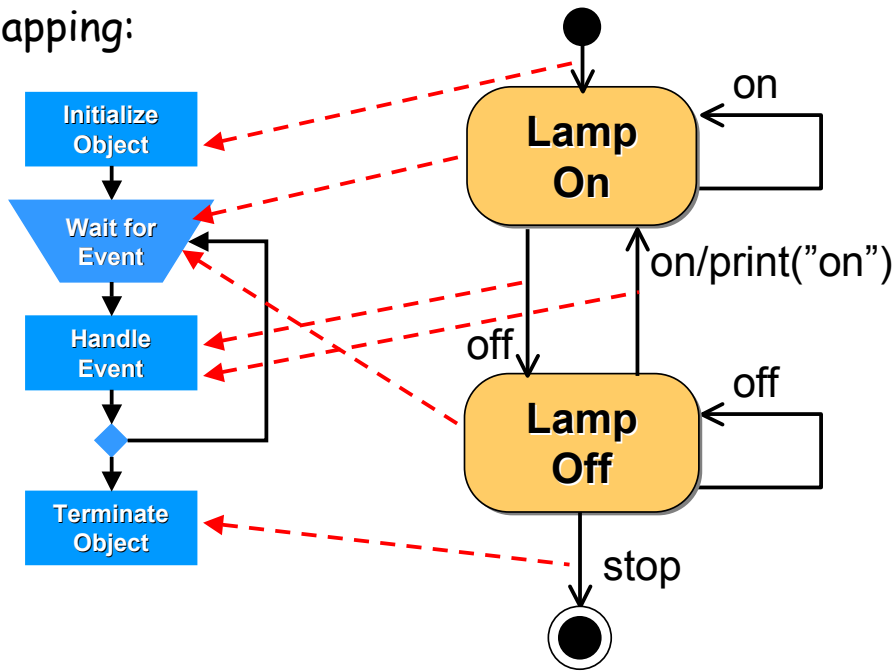 apping:
Initialize
Object
Wait for
Event
Handle
Event
Terminate
Object
Lamp
On
on
on/print(”on”)
off
Lamp
Off
off
stop